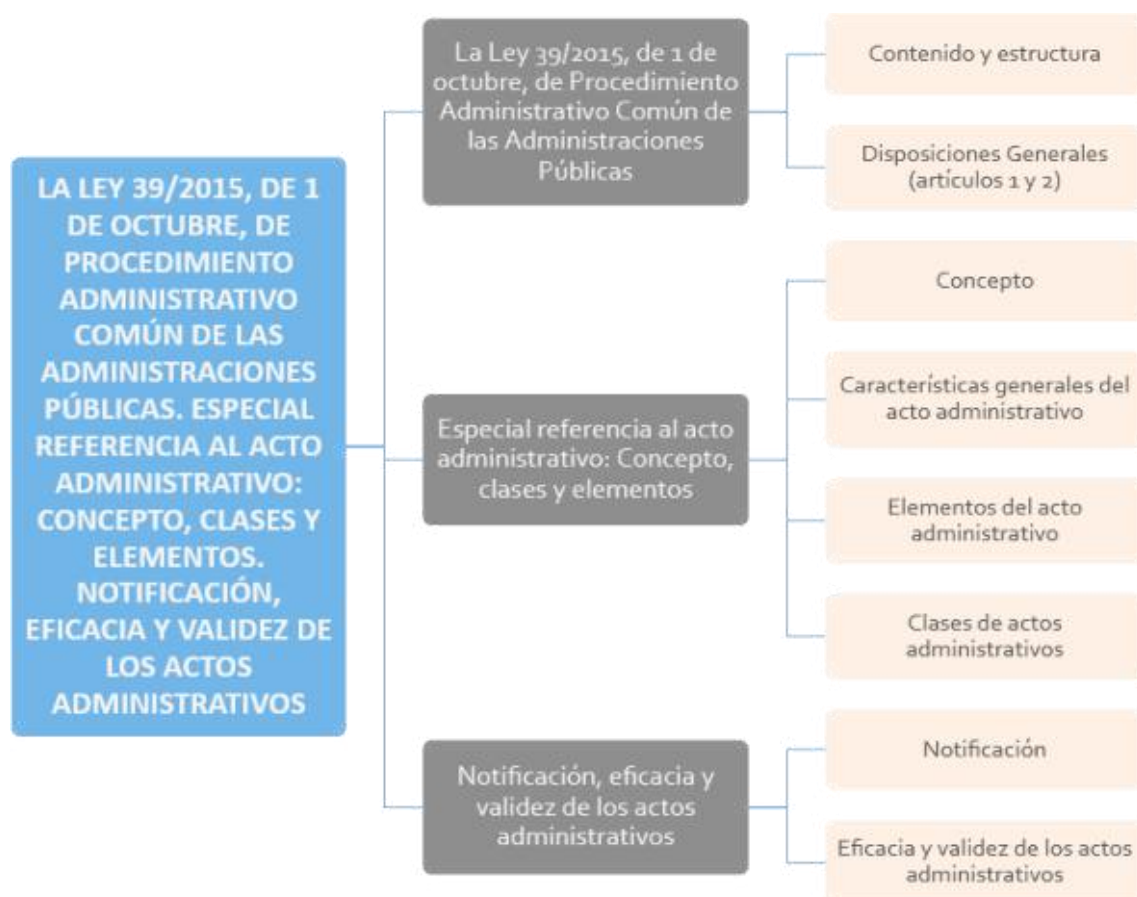 LA LEY 39/2015, DE 1
DE OCTUBRE, DE
PROCEDIMIENTO
ADMINISTRATIVO
COMÚN DE LAS
ADMINISTRACIONES
PÚBLICAS. ESPECIAL
REFERENCIA AL ACTO
ADMINISTRATIVO:
CONCEPTO, CLASES Y
ELEMENTOS.
NOTIFICACIÓN,
EFICACIA Y VALIDEZ DE
LOS ACTOS
ADMINISTRATIVOS
La Ley 39/2015, de 1 de
octubre, de Procedimiento
Administrativo Común de
las Administraciones
Públicas
Contenido y estructura
Disposiciones Generales
(artículos 1 y 2)
Especial referencia al acto
administrativo: Concepto,
clases y elementos
Concepto
Características generales del
acto administrativo
Elementos del acto
administrativo
Clases de actos
administrativos
Notificación, eficacia y
validez de los actos
administrativos
Notificación
Eficacia y validez de los actos
administrativos